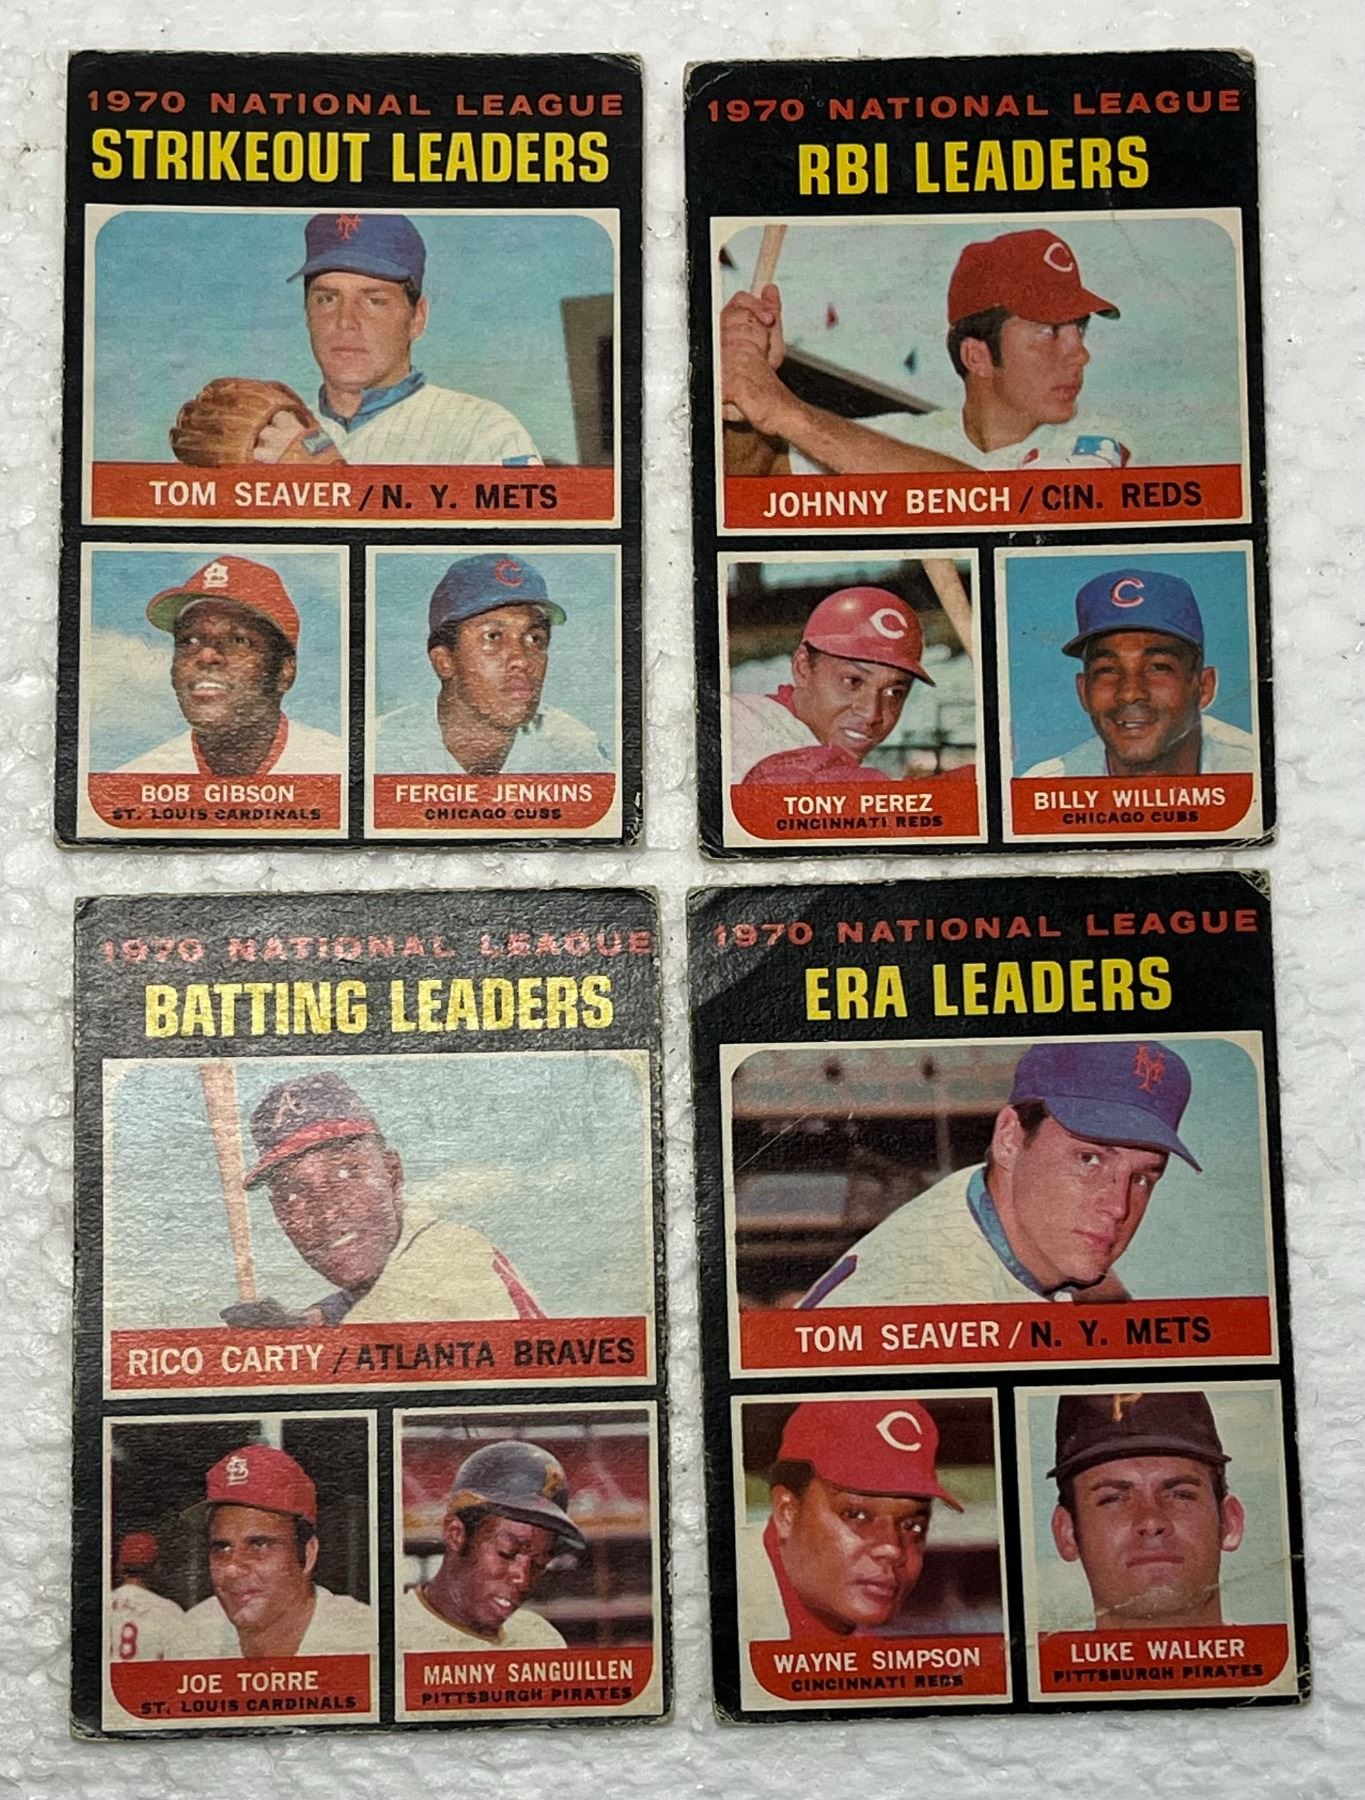 1970 NATIONAL LEAGUE
STRIKEOUT LEADERS
NY
TOM SEAVER / N. Y. METS
BOB GIBSON
ST. LOUIS CARDINALS
C
FERGIE JENKINS
CHICAGO CUBS
1970 NATIONAL LEAGUE
RBI LEADERS
C
JOHNNY BENCH / CIN. REDS
C
TONY PEREZ
CINCINNATI REDS
C
BILLY WILLIAMS
CHICAGO CUBS
1970 NATIONAL LEAGUE
BATTING LEADERS
A
RICO CARTY / ATLANTA BRAVES
8
JOE TORRE
ST. LOUIS CARDINALS
MANNY SANGUILLEN
PITTSBURGH PIRATES
1970 NATIONAL LEAGUE
ERA LEADERS
NY
TOM SEAVER / N. Y. METS
C
WAYNE SIMPSON
CINCINNATI REDS
P
LUKE WALKER
PITTSBURGH PIRATES